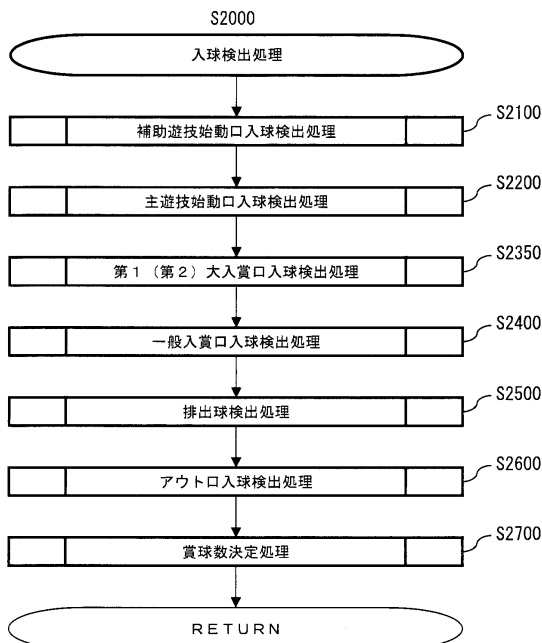 S2000
入球検出処理
補助遊技始動口入球検出処理
S2100
主遊技始動口入球検出処理
S2200
第1（第2）大入賞口入球検出処理
S2350
一般入賞口入球検出処理
S2400
排出球検出処理
S2500
アウト口入球検出処理
S2600
賞球数決定処理
S2700
RETURN